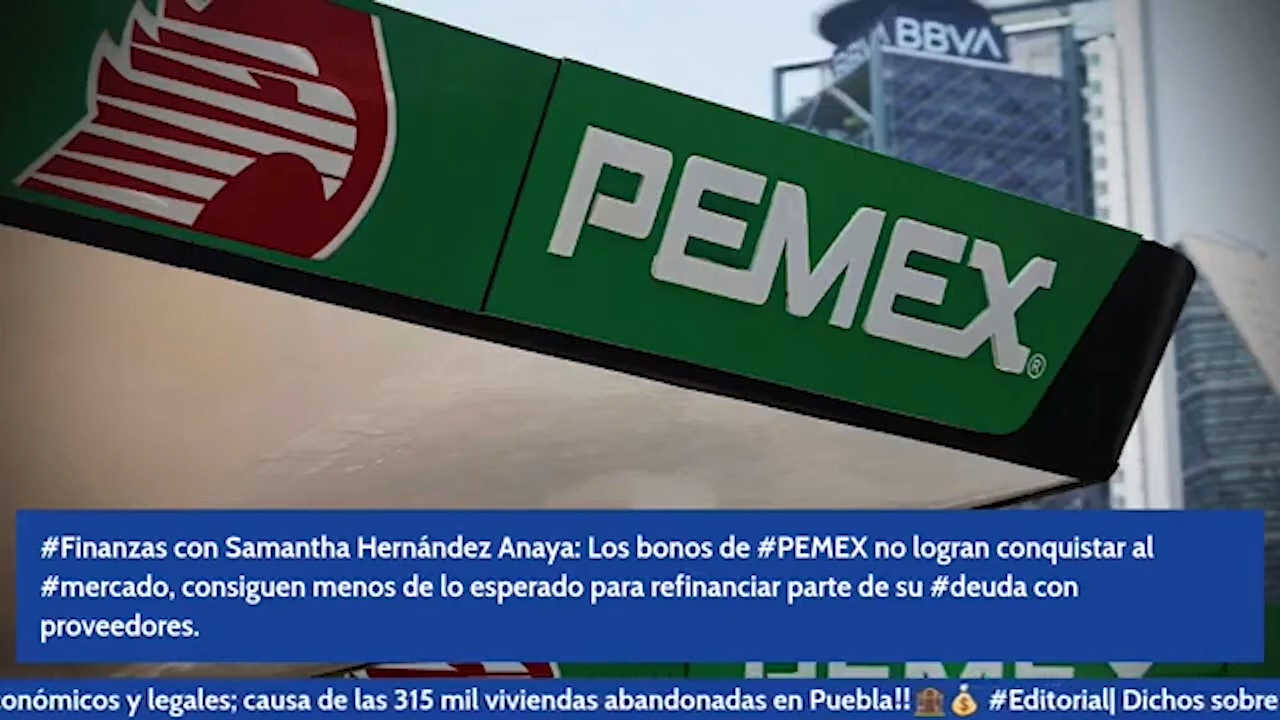 BBVA
BBVA
PEMEX®
#Finanzas con Samantha Hernández Anaya: Los bonos de #PEMEX no logran conquistar al
#mercado, consiguen menos de lo esperado para refinanciar parte de su #deuda con
proveedores.
PEMEX
onómicos y legales; causa de las 315 mil viviendas abandonadas en Puebla!!🏚️💰 #Editorial| Dichos sobre